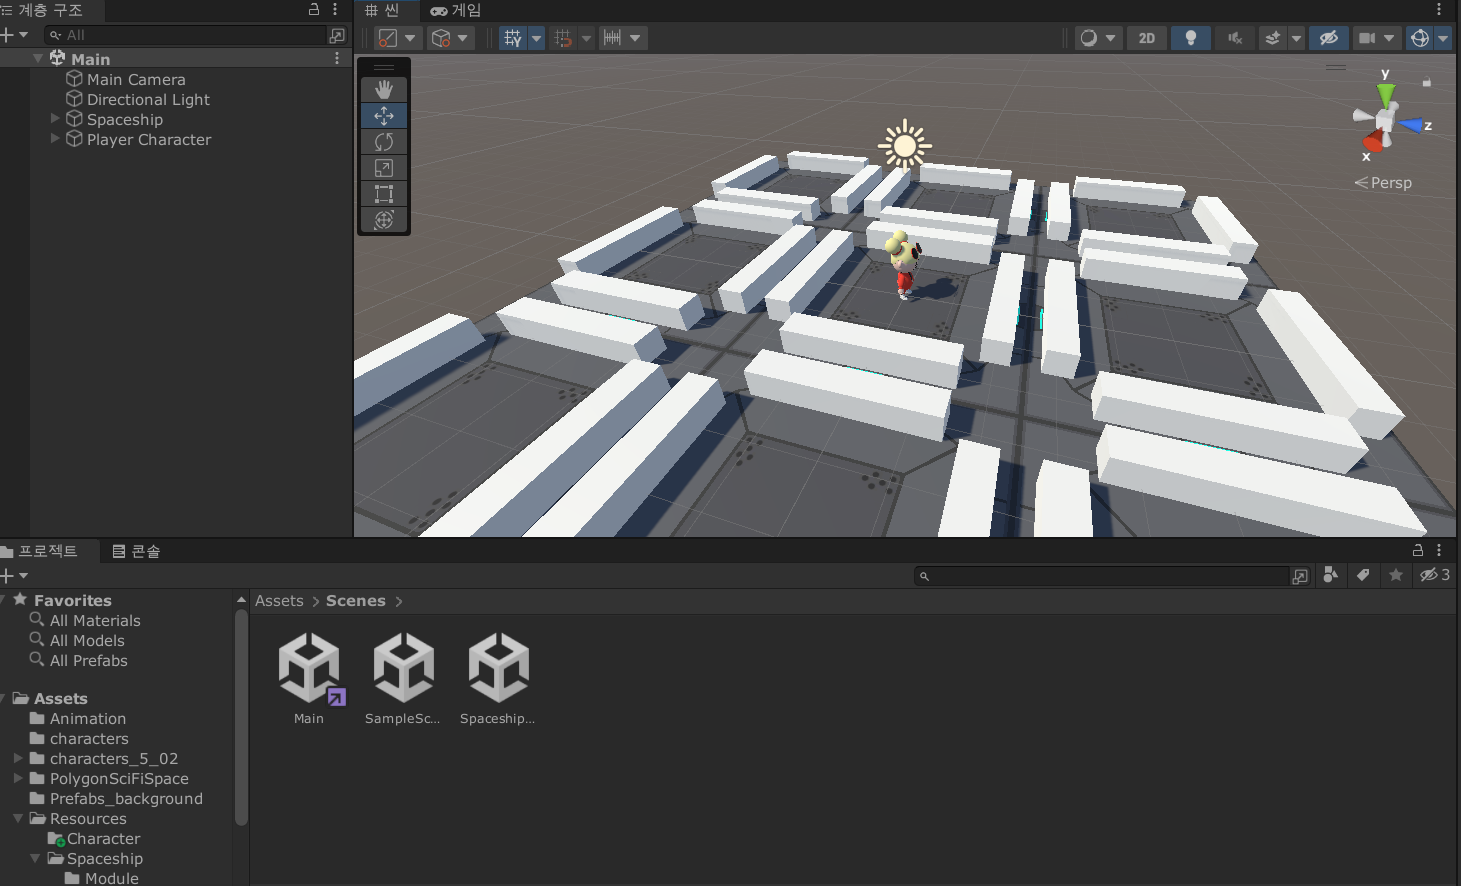 계층 구조
All
Main
Main Camera
Directional Light
Spaceship
Player Character
씬
게임
2D
y
z
x
Persp
프로젝트
콘솔
3
Favorites
All Materials
All Models
All Prefabs
Assets
Animation
characters
characters_5_02
PolygonSciFiSpace
Prefabs_background
Resources
Character
Spaceship
Module
Assets > Scenes >
Main
SampleSc...
Spaceship...